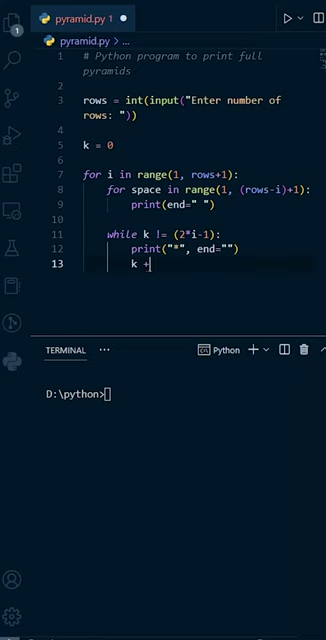 pyramid.py 1
pyramid.py > ...
1 # Python program to print full
pyramids
2
3 rows = int(input("Enter number of
rows: "))
4
5 k = 0
6
7 for i in range(1, rows+1):
8 for space in range(1, (rows-i)+1):
9 print(end=" ")
10
11 while k != (2*i-1):
12 print("*", end="")
13 k +
TERMINAL ... Python
D:\python>
1